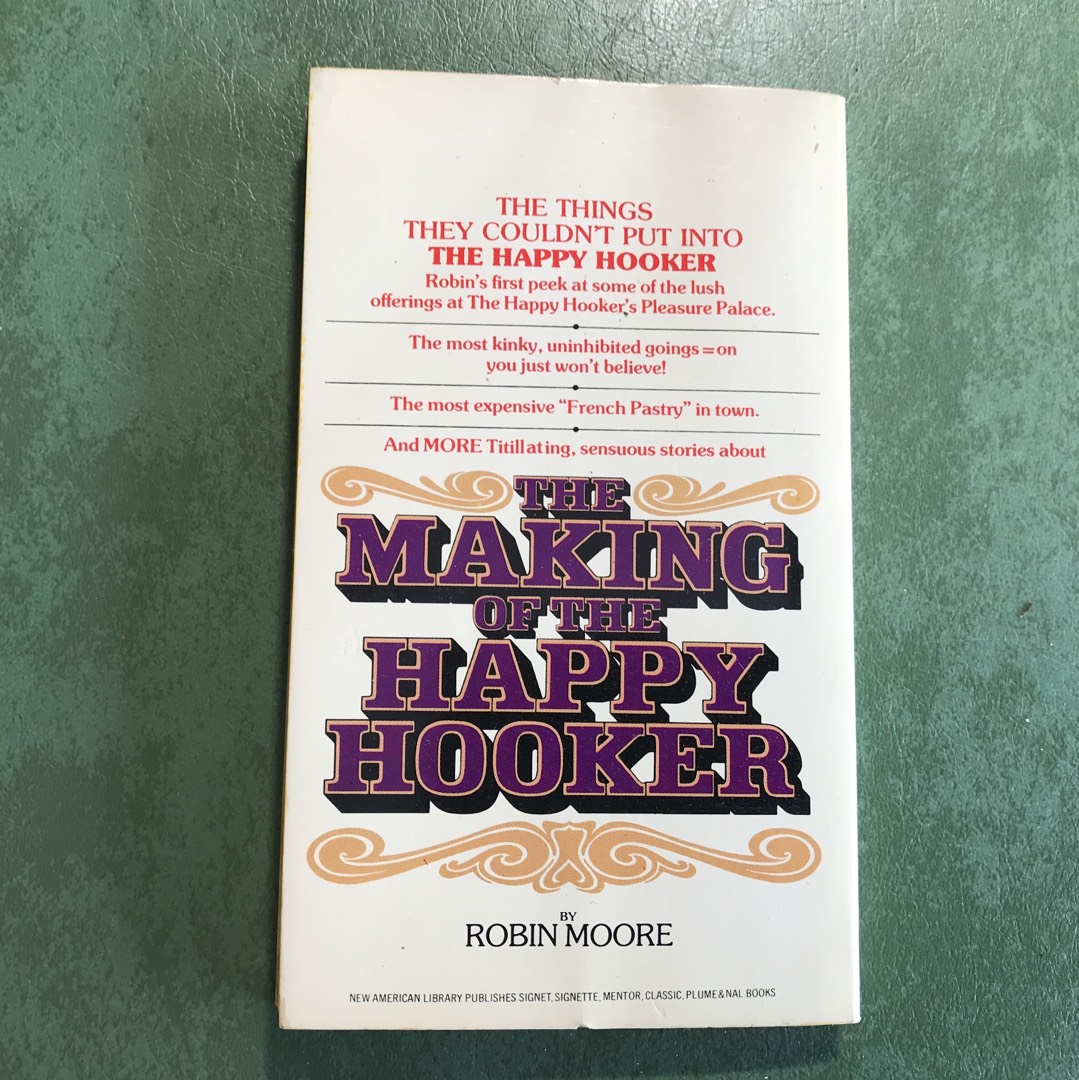 THE THINGS
THEY COULDN'T PUT INTO
THE HAPPY HOOKER
Robin's first peek at some of the lush
offerings at The Happy Hooker's Pleasure Palace.
The most kinky, uninhibited goings=on
you just won't believe!
The most expensive "French Pastry" in town.
And MORE Titillating, sensuous stories about
THE
MAKING
OF THE
HAPPY
HOOKER
BY
ROBIN MOORE
NEW AMERICAN LIBRARY PUBLISHES SIGNET, SIGNETTE, MENTOR, CLASSIC, PLUME & NAL BOOKS